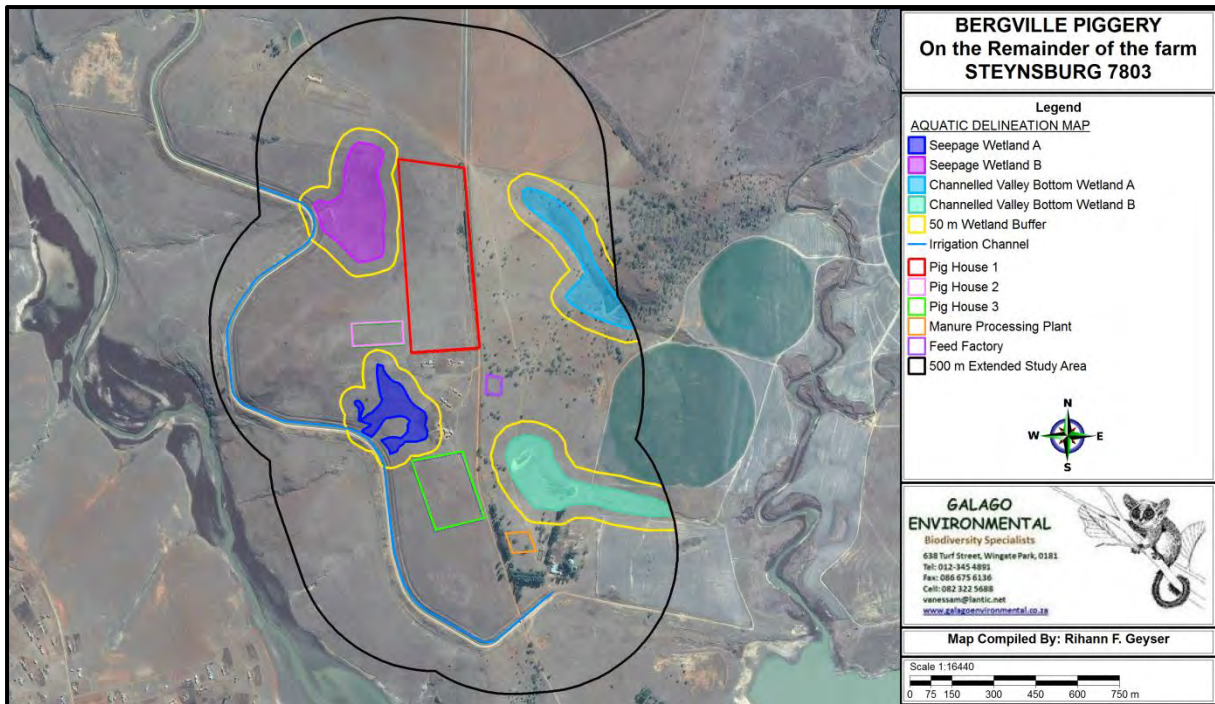 BERGVILLE PIGGERY
On the Remainder of the farm
STEYNSBURG 7803
Legend
AQUATIC DELINEATION MAP
Seepage Wetland A
Seepage Wetland B
Channelled Valley Bottom Wetland A
Channelled Valley Bottom Wetland B
50 m Wetland Buffer
Irrigation Channel
Pig House 1
Pig House 2
Pig House 3
Manure Processing Plant
Feed Factory
500 m Extended Study Area
N
W E
S
GALAGO
ENVIRONMENTAL
Biodiversity Specialists
638 Turf Street, Wingate Park, 0181
Tel: 012-345 4891
Fax: 086 675 6136
Cell: 082 322 5688
vanessam@lantic.net
www.galagoenvironmental.co.za
Map Compiled By: Rihann F. Geyser
Scale 1:16440
0 75 150 300 450 600 750 m